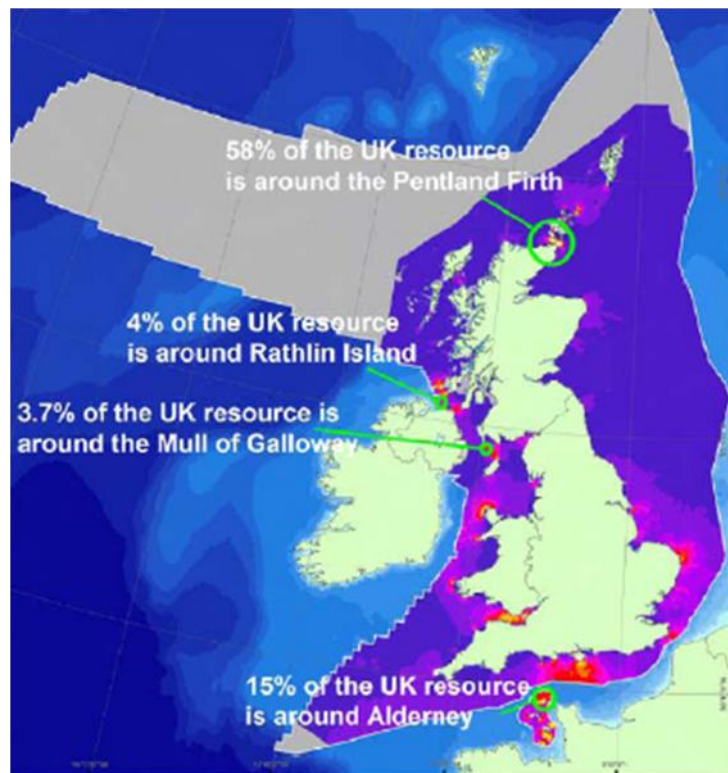 58% of the UK resource
is around the Pentland Firth
4% of the UK resource
is around Rathlin Island
3.7% of the UK resource is
around the Mull of Galloway
15% of the UK resource
is around Alderney